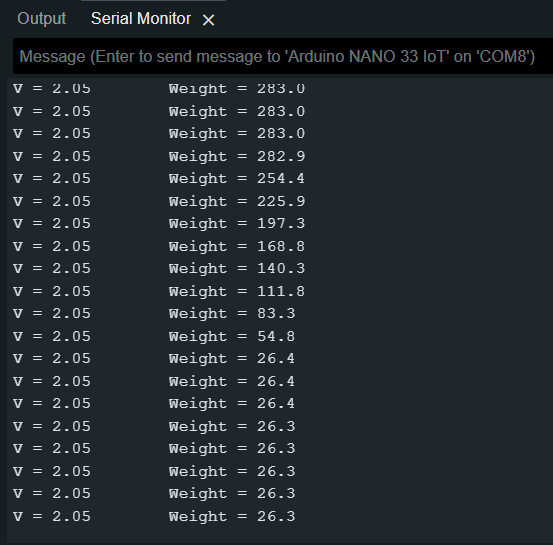 Output Serial Monitor ×
Message (Enter to send message to 'Arduino NANO 33 IoT' on 'COM8')
V = 2.05 Weight = 283.0
V = 2.05 Weight = 283.0
V = 2.05 Weight = 283.0
V = 2.05 Weight = 282.9
V = 2.05 Weight = 254.4
V = 2.05 Weight = 225.9
V = 2.05 Weight = 197.3
V = 2.05 Weight = 168.8
V = 2.05 Weight = 140.3
V = 2.05 Weight = 111.8
V = 2.05 Weight = 83.3
V = 2.05 Weight = 54.8
V = 2.05 Weight = 26.4
V = 2.05 Weight = 26.4
V = 2.05 Weight = 26.4
V = 2.05 Weight = 26.3
V = 2.05 Weight = 26.3
V = 2.05 Weight = 26.3
V = 2.05 Weight = 26.3
V = 2.05 Weight = 26.3